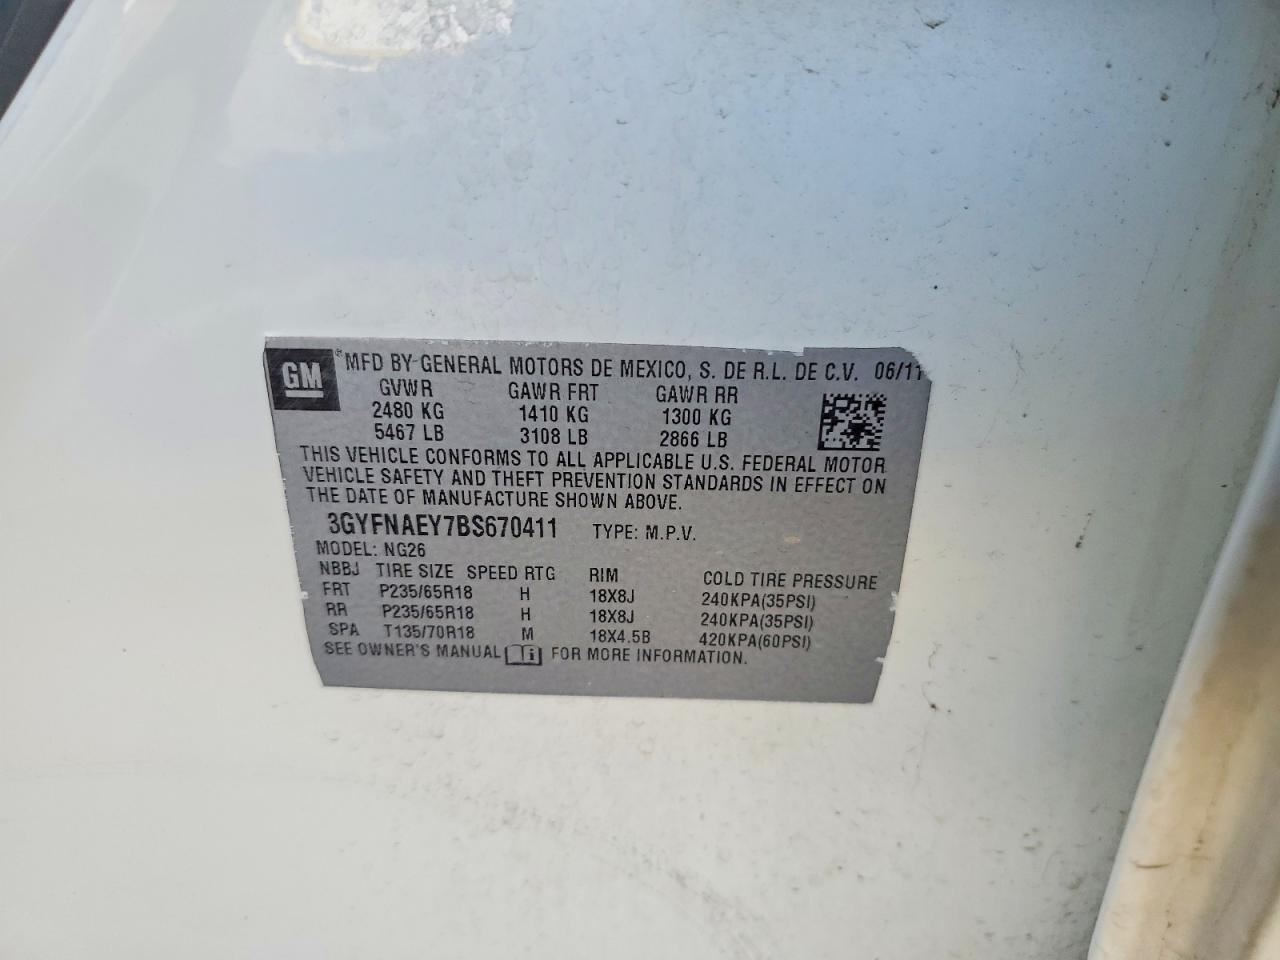 GM ® MFD BY GENERAL MOTORS DE MEXICO, S. DE R.L. DE C.V. 06/11
GVWR GAWR FRT GAWR RR
2480 KG 1410 KG 1300 KG
5467 LB 3108 LB 2866 LB
THIS VEHICLE CONFORMS TO ALL APPLICABLE U.S. FEDERAL MOTOR
VEHICLE SAFETY AND THEFT PREVENTION STANDARDS IN EFFECT ON
THE DATE OF MANUFACTURE SHOWN ABOVE.
3GYFNAEY7BS670411 TYPE: M.P.V.
MODEL: NG26
NBBJ TIRE SIZE SPEED RTG RIM COLD TIRE PRESSURE
FRT P235/65R18 H 18X8J 240KPA(35PSI)
RR P235/65R18 H 18X8J 240KPA(35PSI)
SPA T135/70R18 M 18X4.5B 420KPA(60PSI)
SEE OWNER'S MANUAL i FOR MORE INFORMATION.